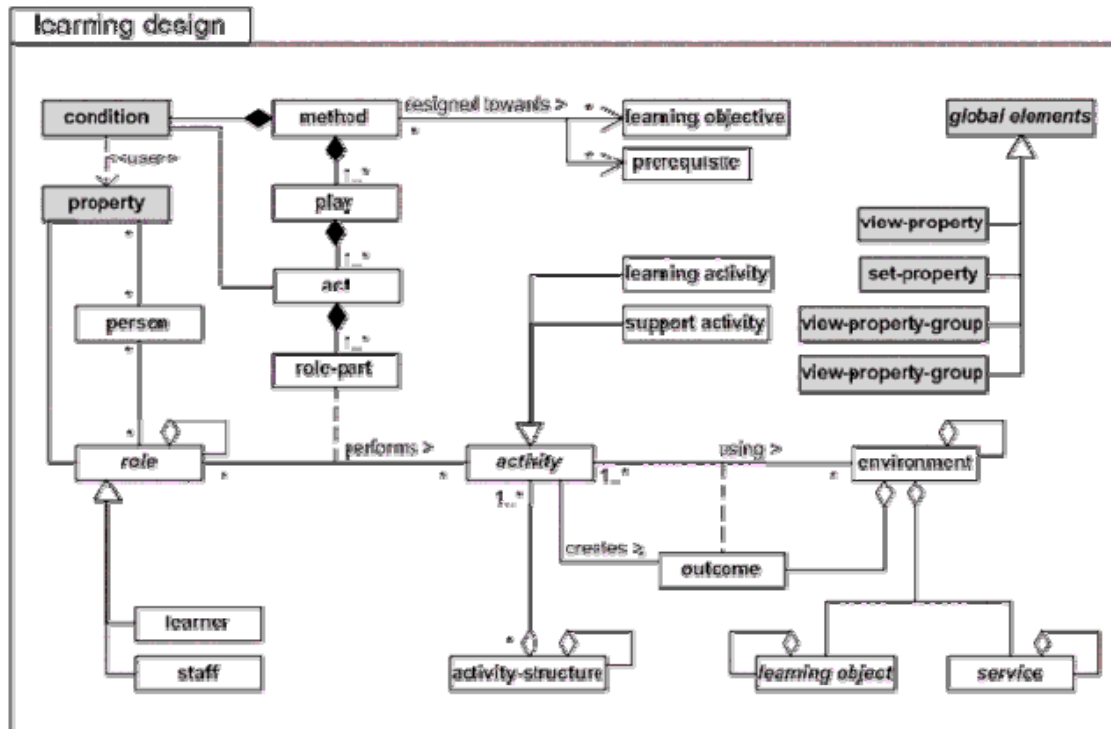 learning design
condition
method
designed towards >
*
*
learning objective
global elements
<<user>
*
prerequisite
1..*
property
play
view-property
*
1..*
set-property
act
learning activity
*
person
support activity
view-property-group
*
1..*
role-part
view-property-group
*
performs >
using >
role
activity
environment
*
*
1..*
*
1..*
creates >
outcome
learner
*
staff
activity-structure
learning object
service